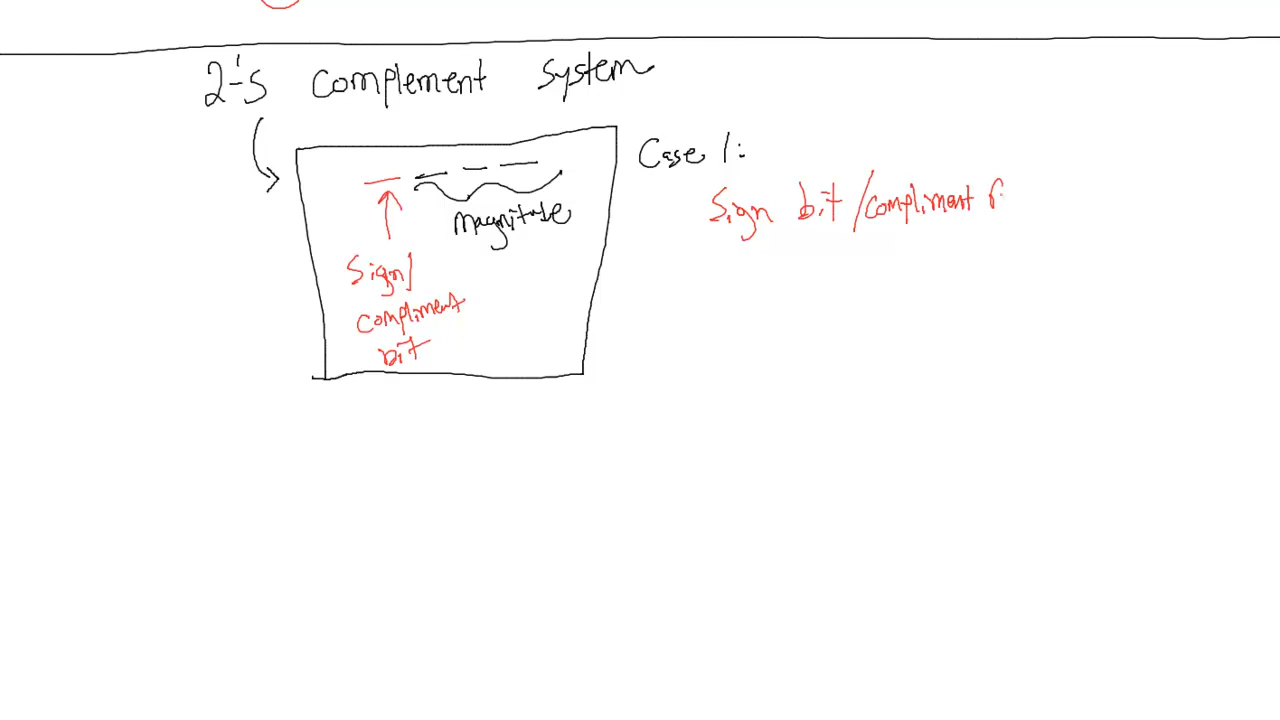 2's complement system
Case 1:
magnitude
Sign/
compliment
bit
Sign bit/compliment